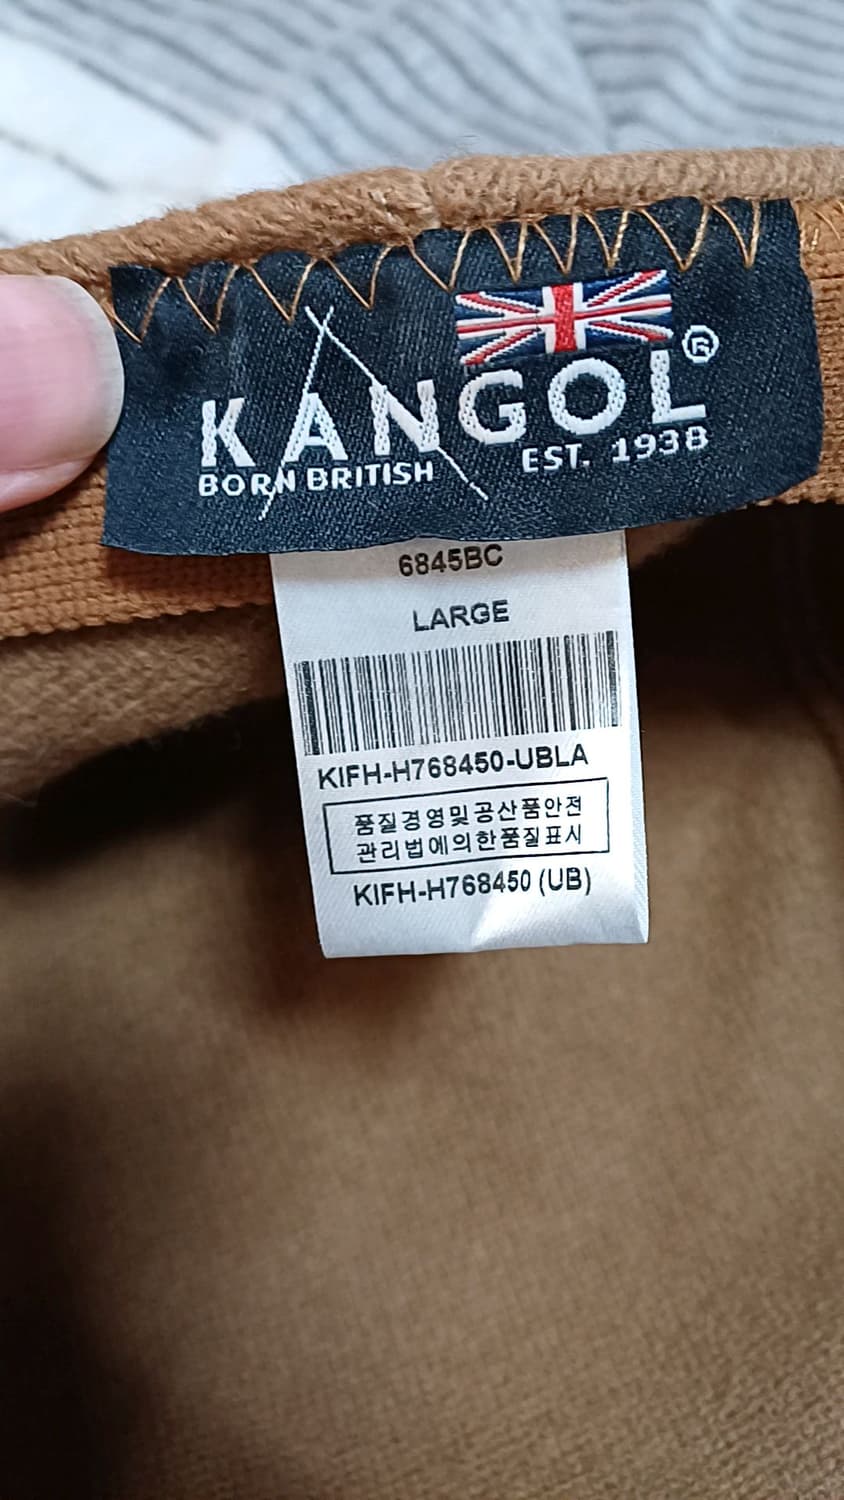 KANGOL®
BORN BRITISH EST. 1938
6845BC
LARGE
KIFH-H768450-UBLA
품질경영및공산품안전
관리법에의한품질표시
KIFH-H768450 (UB)